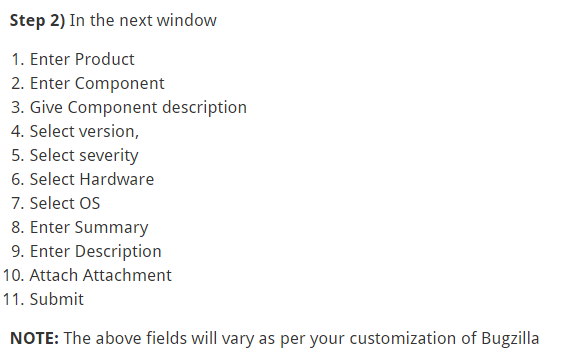 Step 2) In the next window
1. Enter Product
2. Enter Component
3. Give Component description
4. Select version,
5. Select severity
6. Select Hardware
7. Select OS
8. Enter Summary
9. Enter Description
10. Attach Attachment
11. Submit
NOTE: The above fields will vary as per your customization of Bugzilla